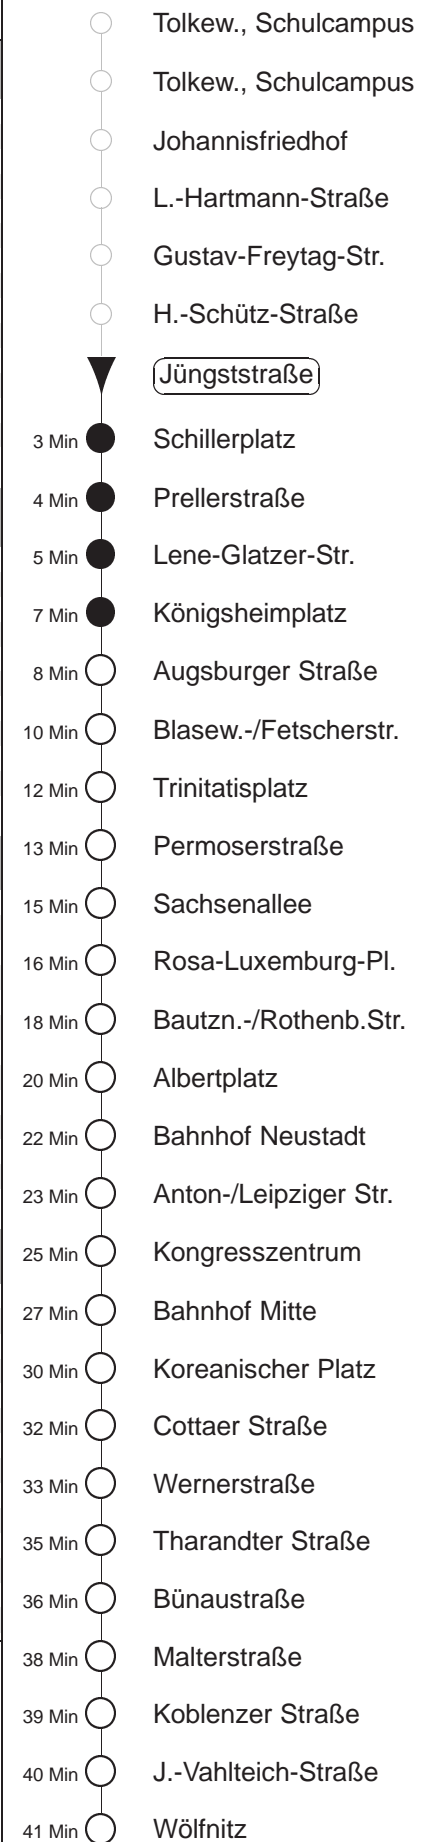 Tolkew., Schulcampus
Tolkew., Schulcampus
Johannisfriedhof
L.-Hartmann-Straße
Gustav-Freytag-Str.
H.-Schütz-Straße
Jüngststraße
3 Min Schillerplatz
4 Min Prellerstraße
5 Min Lene-Glatzer-Str.
7 Min Königsheimplatz
8 Min Augsburger Straße
10 Min Blasew.-/Fetscherstr.
12 Min Trinitatisplatz
13 Min Permoserstraße
15 Min Sachsenallee
16 Min Rosa-Luxemburg-Pl.
18 Min Bautzn.-/Rothenb.Str.
20 Min Albertplatz
22 Min Bahnhof Neustadt
23 Min Anton-/Leipziger Str.
25 Min Kongresszentrum
27 Min Bahnhof Mitte
30 Min Koreanischer Platz
32 Min Cottaer Straße
33 Min Wernerstraße
35 Min Tharandter Straße
36 Min Bünaustraße
38 Min Malterstraße
39 Min Koblenzer Straße
40 Min J.-Vahlteich-Straße
41 Min Wölfnitz